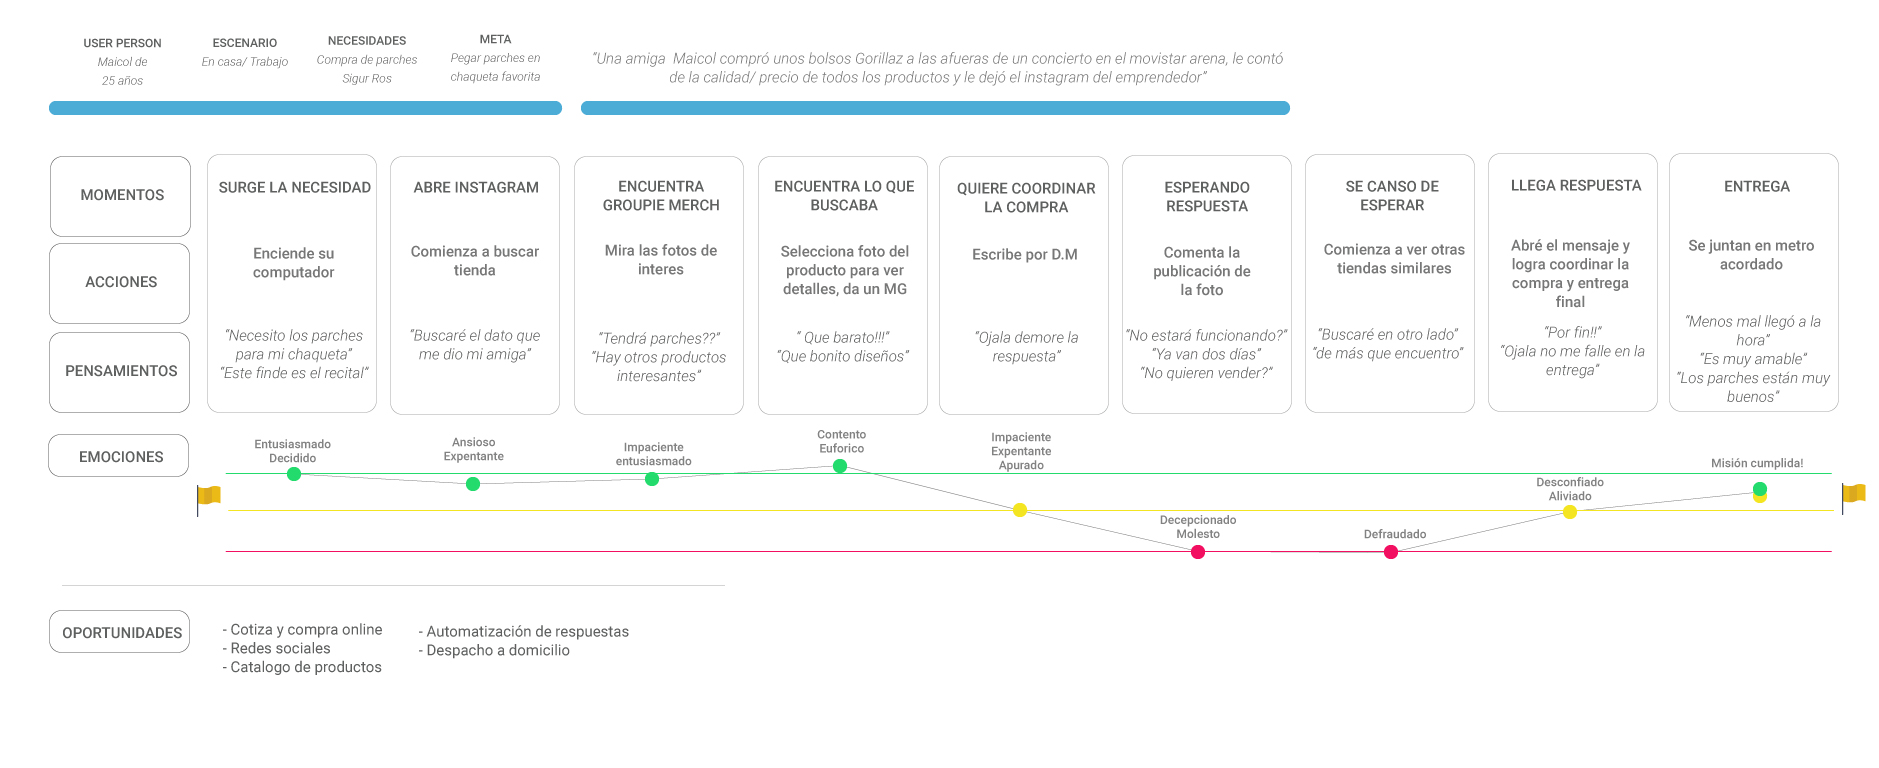 USER PERSON
Maicol de
25 años
ESCENARIO
En casa/ Trabajo
NECESIDADES
Compra de parches
Sigur Ros
META
Pegar parches en
chaqueta favorita
“Una amiga  Maicol compró unos bolsos Gorillaz a las afueras de un concierto en el movistar arena, le contó
de la calidad/ precio de todos los productos y le dejó el instagram del emprendedor”
MOMENTOS
SURGE LA NECESIDAD
ABRE INSTAGRAM
ENCUENTRA
GROUPIE MERCH
ENCUENTRA LO QUE
BUSCABA
QUIERE COORDINAR
LA COMPRA
ESPERANDO
RESPUESTA
SE CANSO DE
ESPERAR
LLEGA RESPUESTA
ENTREGA
ACCIONES
Enciende su
computador
Comienza a buscar
tienda
Mira las fotos de
interes
Selecciona foto del
producto para ver
detalles, da un MG
Escribe por D.M
Comenta la
publicación de
la foto
Comienza a ver otras
tiendas similares
Abré el mensaje y
logra coordinar la
compra y entrega
final
Se juntan en metro
acordado
PENSAMIENTOS
“Necesito los parches
para mi chaqueta”
“Este finde es el recital”
“Buscaré el dato que
me dio mi amiga”
“Tendrá parches??”
“Hay otros productos
interesantes”
“ Que barato!!!”
“Que bonito diseños”
“Ojala demore la
respuesta”
“No estará funcionando?”
“Ya van dos días”
“No quieren vender?”
“Buscaré en otro lado”
“de más que encuentro”
“Por fin!!”
“Ojala no me falle en la
entrega”
“Menos mal llegó a la
hora”
“Es muy amable”
“Los parches están muy
buenos”
EMOCIONES
Entusiasmado
Decidido
Ansioso
Expentante
Impaciente
entusiasmado
Contento
Euforico
Impaciente
Expentante
Apurado
Decepcionado
Molesto
Defraudado
Desconfiado
Aliviado
Misión cumplida!
OPORTUNIDADES
- Cotiza y compra online
- Redes sociales
- Catalogo de productos
- Automatización de respuestas
- Despacho a domicilio